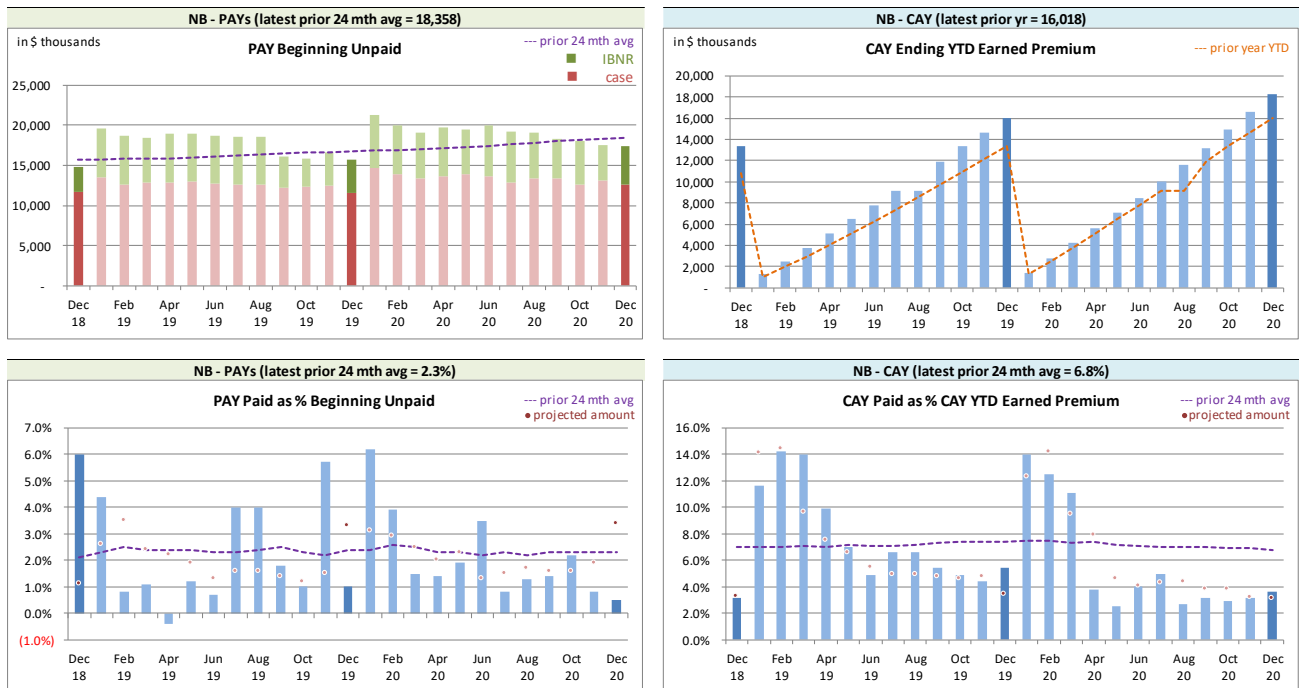 NB - PAYs (latest prior 24 mth avg = 18,358)
in $ thousands
PAY Beginning Unpaid
--- prior 24 mth avg
IBNR
case
25,000
20,000
15,000
10,000
5,000
-
Dec Feb Apr Jun Aug Oct Dec Feb Apr Jun Aug Oct Dec
18 19 19 19 19 19 19 20 20 20 20 20 20
NB - CAY (latest prior yr = 16,018)
in $ thousands
CAY Ending YTD Earned Premium
--- prior year YTD
20,000
18,000
16,000
14,000
12,000
10,000
8,000
6,000
4,000
2,000
-
Dec Feb Apr Jun Aug Oct Dec Feb Apr Jun Aug Oct Dec
18 19 19 19 19 19 19 20 20 20 20 20 20
NB - PAYs (latest prior 24 mth avg = 2.3%)
PAY Paid as % Beginning Unpaid
--- prior 24 mth avg
projected amount
7.0%
6.0%
5.0%
4.0%
3.0%
2.0%
1.0%
0.0%
(1.0%)
Dec Feb Apr Jun Aug Oct Dec Feb Apr Jun Aug Oct Dec
18 19 19 19 19 19 19 20 20 20 20 20 20
NB - CAY (latest prior 24 mth avg = 6.8%)
CAY Paid as % CAY YTD Earned Premium
--- prior 24 mth avg
projected amount
16.0%
14.0%
12.0%
10.0%
8.0%
6.0%
4.0%
2.0%
0.0%
Dec Feb Apr Jun Aug Oct Dec Feb Apr Jun Aug Oct Dec
18 19 19 19 19 19 19 20 20 20 20 20 20